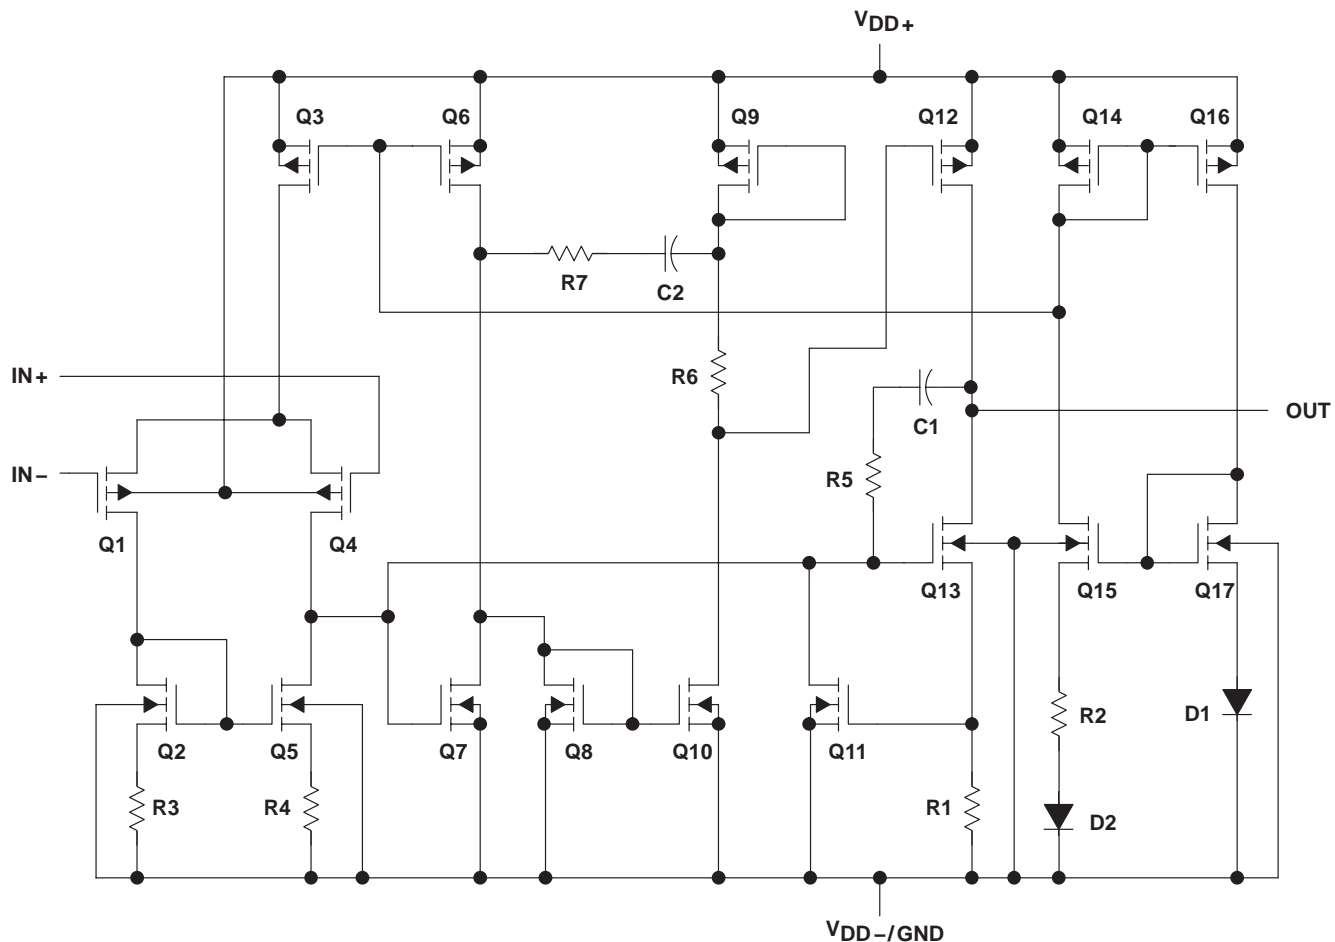 VDD+
Q3
Q6
Q9
Q12
Q14
Q16
R7
C2
IN+
R6
C1
OUT
IN−
R5
Q1
Q4
Q13
Q15
Q17
R2
D1
Q2
Q5
Q7
Q8
Q10
Q11
R3
R4
R1
D2
VDD−/GND